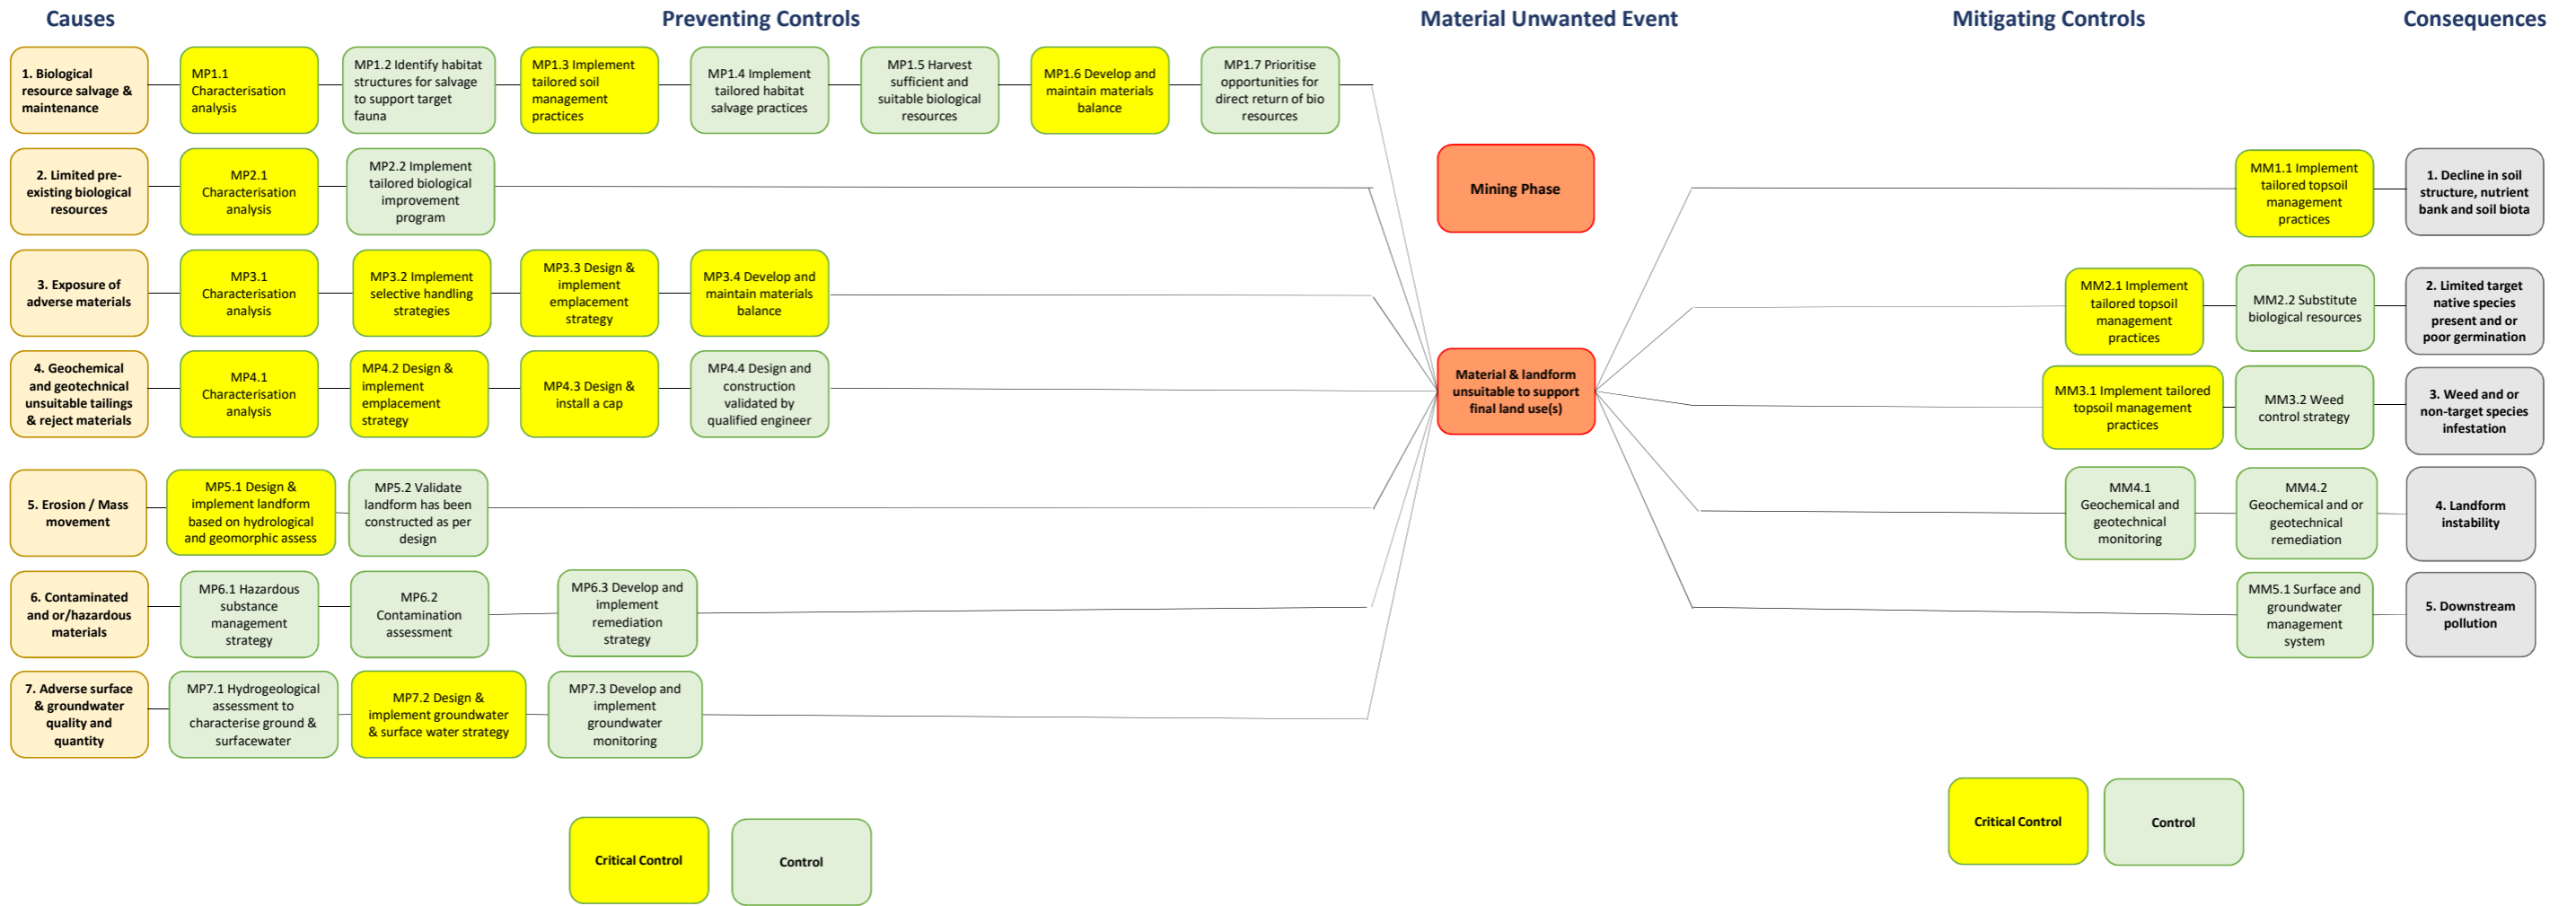 Causes
Preventing Controls
Material Unwanted Event
Mitigating Controls
Consequences
1. Biological
resource salvage &
maintenance
MP1.1
Characterisation
analysis
MP1.2 Identify habitat
structures for salvage
to support target
fauna
MP1.3 Implement
tailored soil
management
practices
MP1.4 Implement
tailored habitat
salvage practices
MP1.5 Harvest
sufficient and
suitable biological
resources
MP1.6 Develop and
maintain materials
balance
MP1.7 Prioritise
opportunities for
direct return of bio
resources
2. Limited pre-
existing biological
resources
MP2.1
Characterisation
analysis
MP2.2 Implement
tailored biological
improvement
program
Mining Phase
MM1.1 Implement
tailored topsoil
management
practices
1. Decline in soil
structure, nutrient
bank and soil biota
3. Exposure of
adverse materials
MP3.1
Characterisation
analysis
MP3.2 Implement
selective handling
strategies
MP3.3 Design &
implement
emplacement
strategy
MP3.4 Develop and
maintain materials
balance
MM2.1 Implement
tailored topsoil
management
practices
MM2.2 Substitute
biological resources
2. Limited target
native species
present and or
poor germination
4. Geochemical
and geotechnical
unsuitable tailings
& reject materials
MP4.1
Characterisation
analysis
MP4.2 Design &
implement
emplacement
strategy
MP4.3 Design &
install a cap
MP4.4 Design and
construction
validated by
qualified engineer
Material & landform
unsuitable to support
final land use(s)
MM3.1 Implement tailored
topsoil management
practices
MM3.2 Weed
control strategy
3. Weed and or
non-target species
infestation
5. Erosion / Mass
movement
MP5.1 Design &
implement landform
based on hydrological
and geomorphic assess
MP5.2 Validate
landform has been
constructed as per
design
MM4.1
Geochemical and
geotechnical
monitoring
MM4.2
Geochemical and or
geotechnical
remediation
4. Landform
instability
6. Contaminated
and or/hazardous
materials
MP6.1 Hazardous
substance
management
strategy
MP6.2
Contamination
assessment
MP6.3 Develop and
implement
remediation
strategy
MM5.1 Surface and
groundwater
management
system
5. Downstream
pollution
7. Adverse surface
& groundwater
quality and
quantity
MP7.1 Hydrogeological
assessment to
characterise ground &
surfacewater
MP7.2 Design &
implement groundwater
& surface water strategy
MP7.3 Develop and
implement
groundwater
monitoring
Critical Control
Control
Critical Control
Control